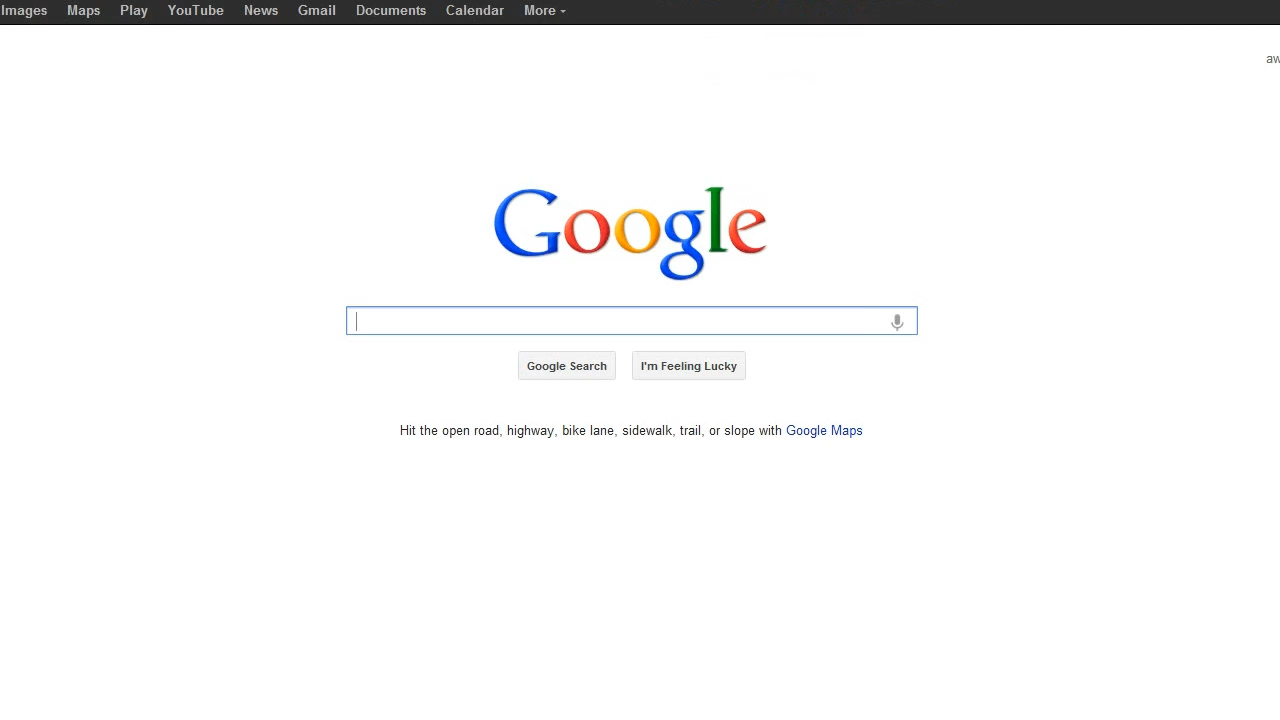 Images Maps Play YouTube News Gmail Documents Calendar More
aw
Google
Google Search I'm Feeling Lucky
Hit the open road, highway, bike lane, sidewalk, trail, or slope with Google Maps